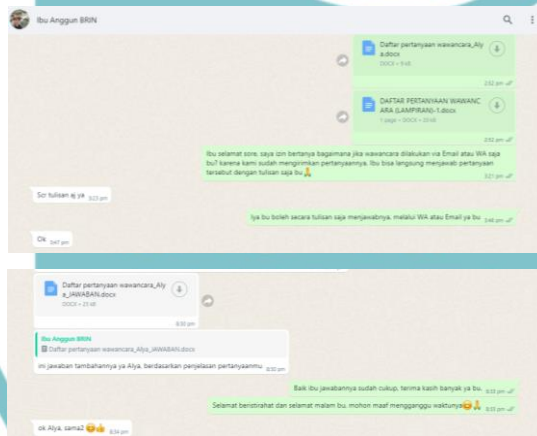 Ibu Anggun BRIN
Daftar pertanyaan wawancara_Aly
a.docx
DOCX •
2:52 pm
DAFTAR PERTANYAAN WAWANC
ARA (LAMPIRAN)-1.docx
1 page • DOCX •
2:52 pm
Ibu selamat sore, saya izin bertanya bagaimana jika wawancara dilakukan via Email atau WA saja
bu? karena kami sudah mengirimkan pertanyaannya. Ibu bisa langsung menjawab pertanyaan
tersebut dengan tulisan saja bu🙏
3:21 pm
Scr tulisan aj ya 3:23 pm
Iya bu boleh secara tulisan saja menjawabnya, melalui WA atau Email ya bu 3:46 pm
Ok 3:47 pm
Daftar pertanyaan wawancara_Aly
a_JAWABAN.docx
DOCX •
8:30 pm
Ibu Anggun BRIN
Daftar pertanyaan wawancara_Alya_JAWABAN.docx
ini jawaban tambahannya ya Alya, berdasarkan penjelasan pertanyaanmu 8:30 pm
Baik ibu jawabannya sudah cukup, terima kasih banyak ya bu. 8:33 pm
Selamat beristirahat dan selamat malam bu, mohon maaf mengganggu waktunya😊🙏 8:33 pm
ok Alya, sama2😊👍 8:34 pm